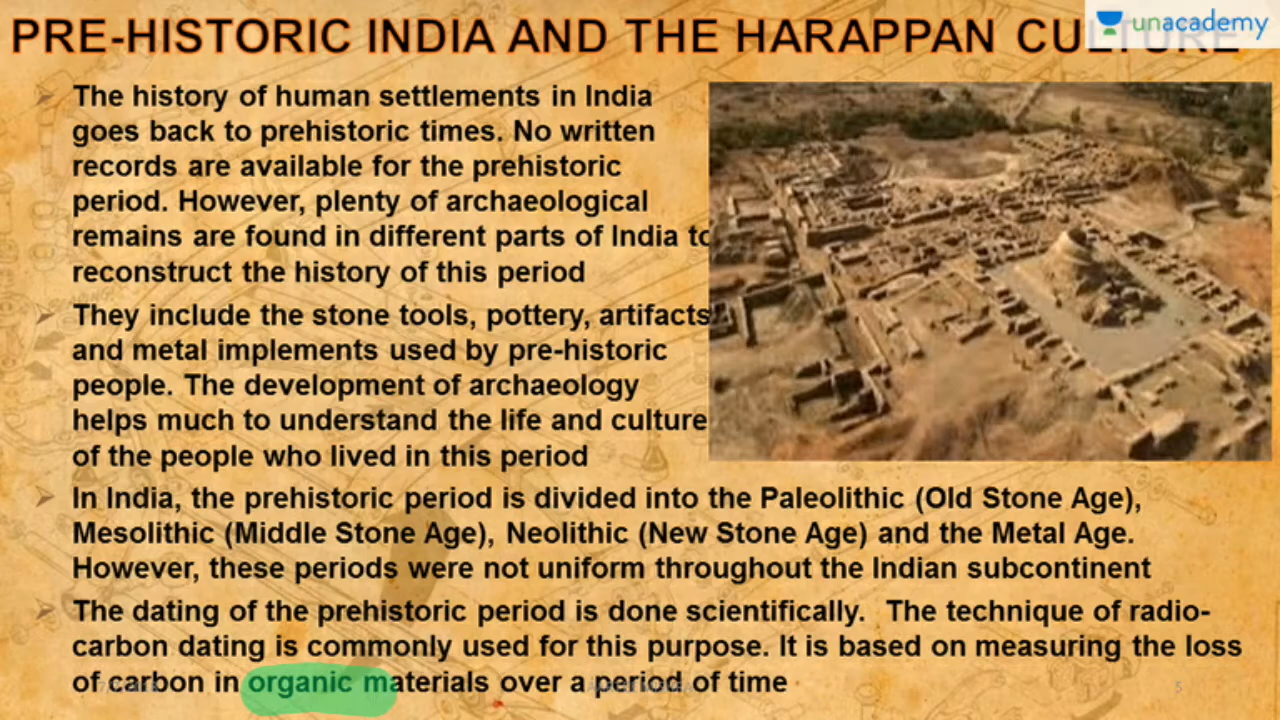 PRE-HISTORIC INDIA AND THE HARAPPAN CULTURE
unacademy
The history of human settlements in India
goes back to prehistoric times. No written
records are available for the prehistoric
period. However, plenty of archaeological
remains are found in different parts of India to
reconstruct the history of this period
They include the stone tools, pottery, artifacts
and metal implements used by pre-historic
people. The development of archaeology
helps much to understand the life and culture
of the people who lived in this period
In India, the prehistoric period is divided into the Paleolithic (Old Stone Age),
Mesolithic (Middle Stone Age), Neolithic (New Stone Age) and the Metal Age.
However, these periods were not uniform throughout the Indian subcontinent
The dating of the prehistoric period is done scientifically. The technique of radio-
carbon dating is commonly used for this purpose. It is based on measuring the loss
of carbon in organic materials over a period of time
5